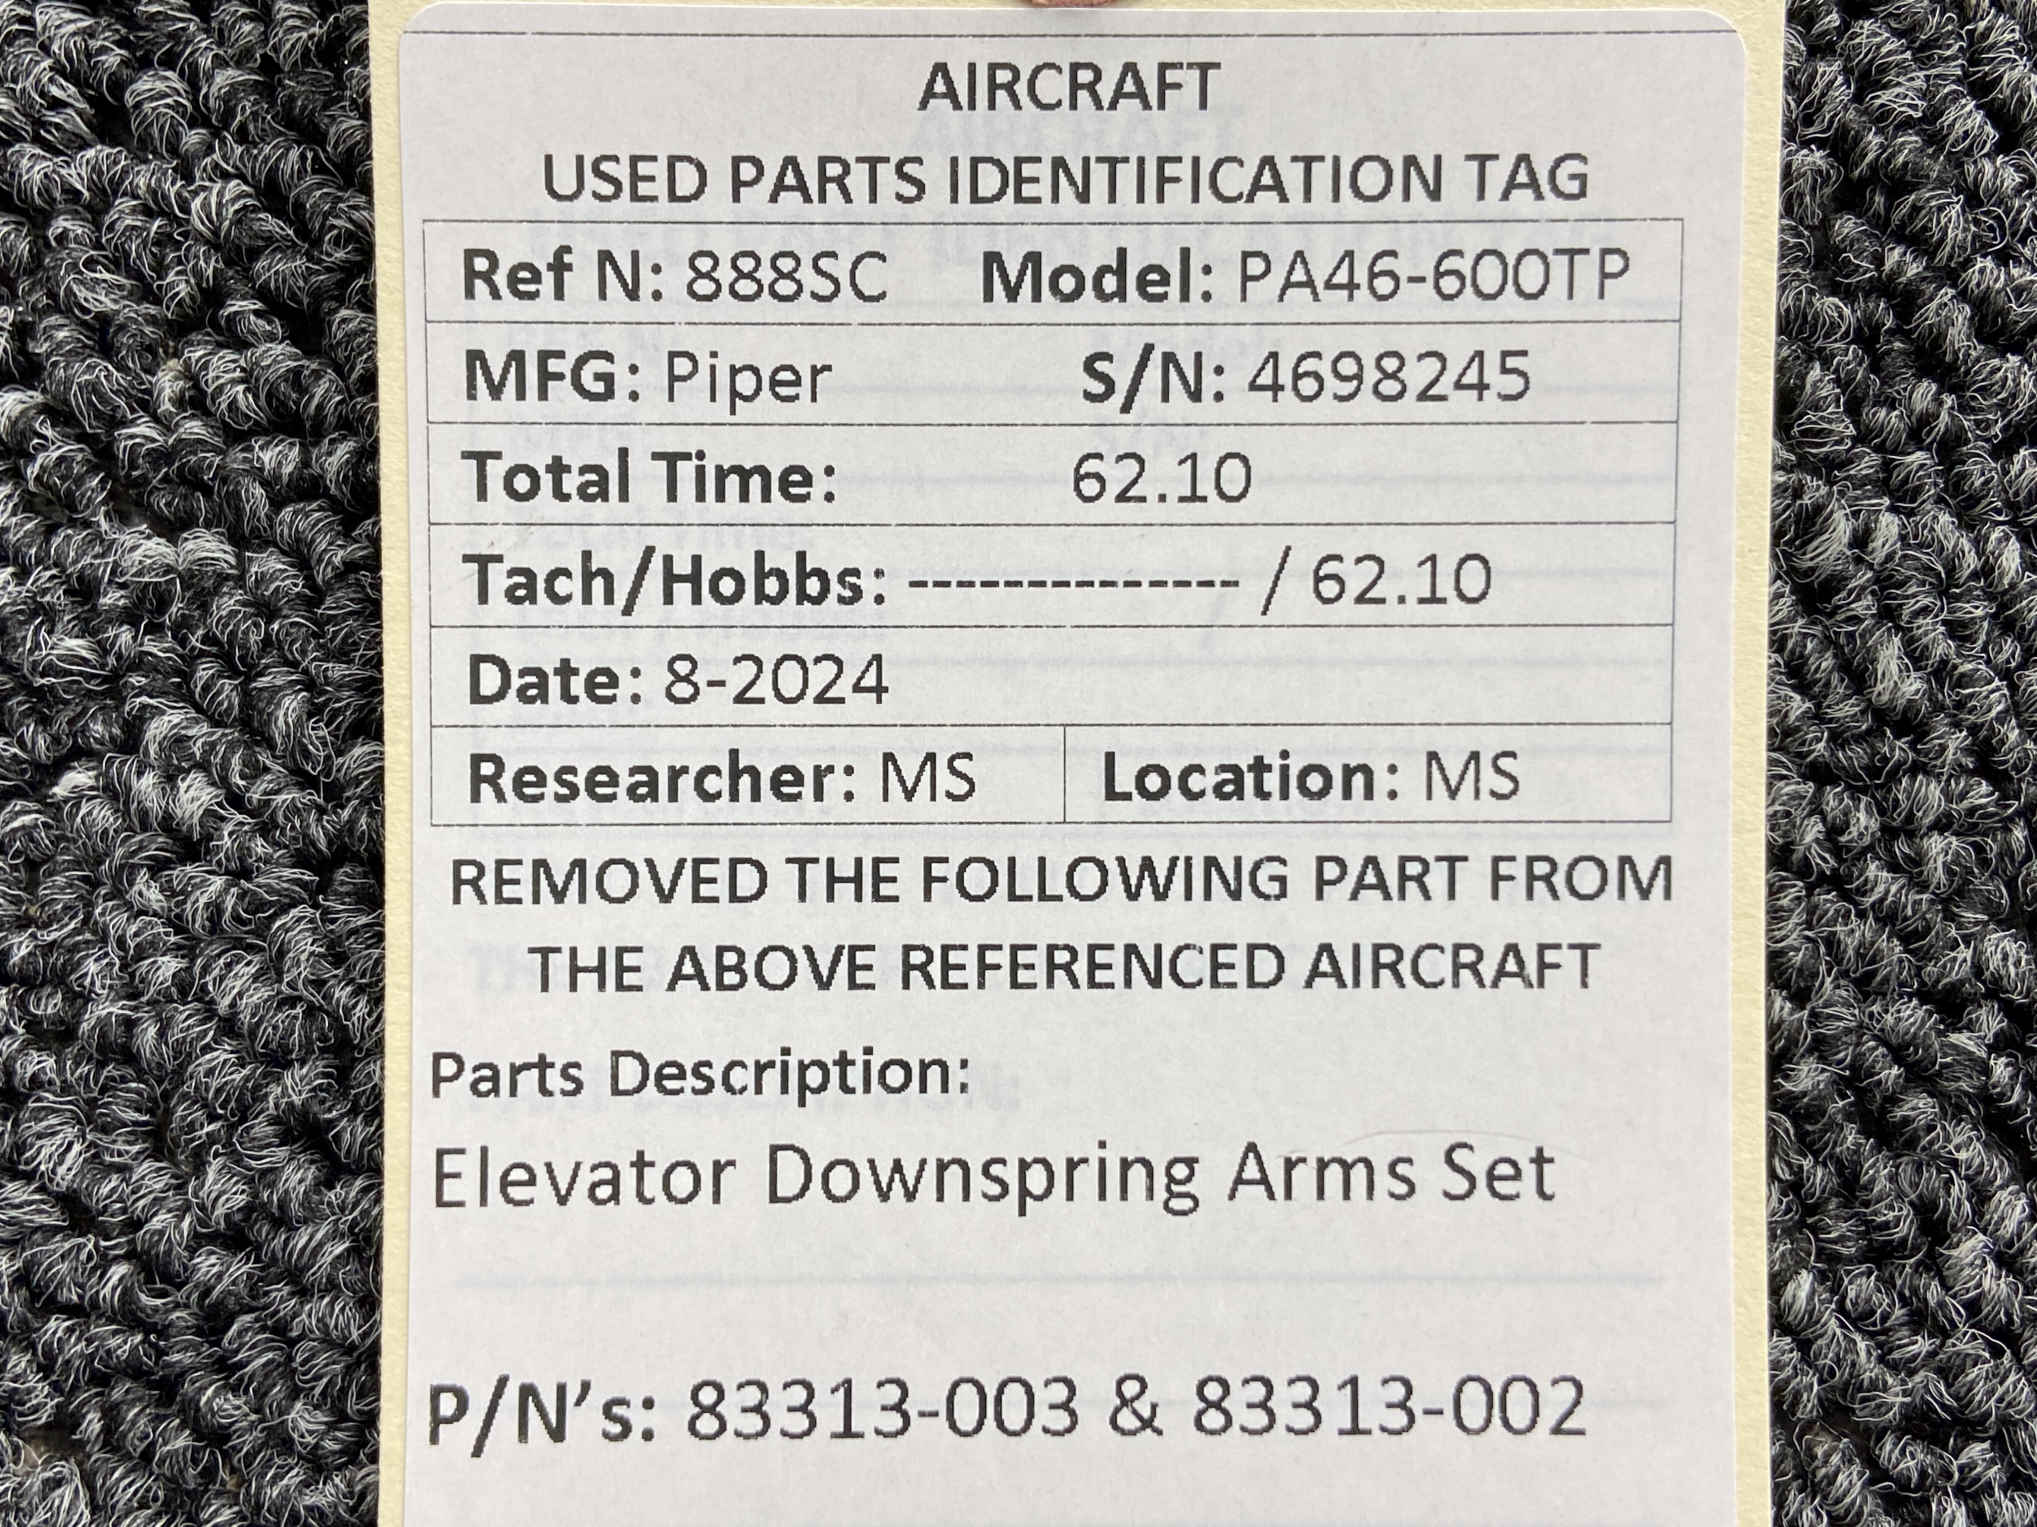 AIRCRAFT
USED PARTS IDENTIFICATION TAG
Ref N: 888SC Model: PA46-600TP
MFG: Piper S/N: 4698245
Total Time: 62.10
Tach/Hobbs: -------------- / 62.10
Date: 8-2024
Researcher: MS Location: MS
REMOVED THE FOLLOWING PART FROM
THE ABOVE REFERENCED AIRCRAFT
Parts Description:
Elevator Downspring Arms Set
P/N's: 83313-003 & 83313-002